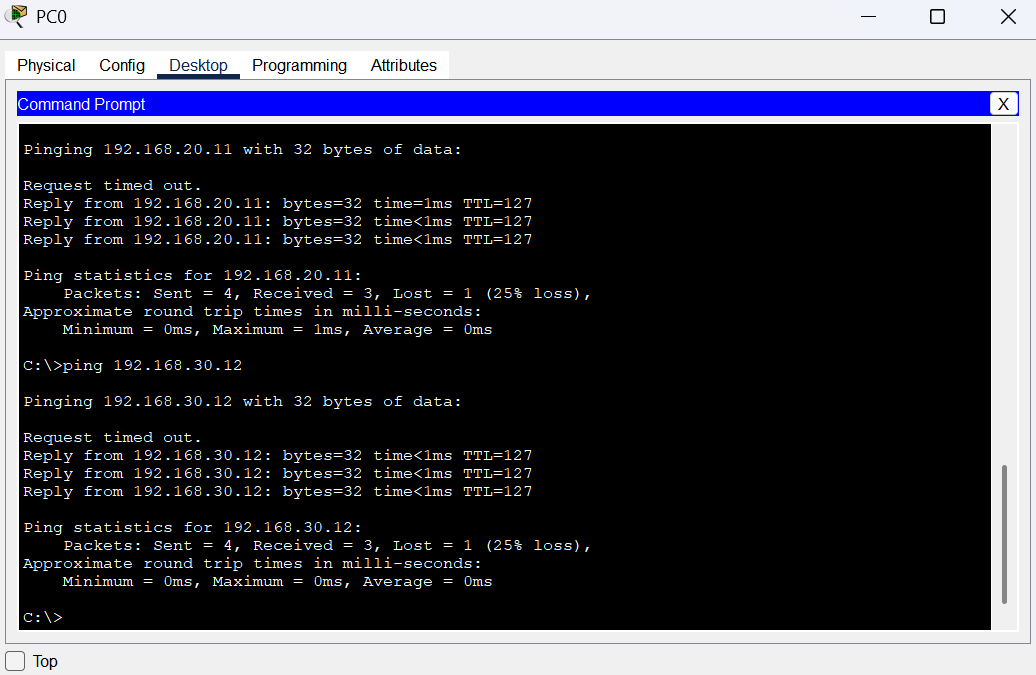 PC0
Physical Config Desktop Programming Attributes
Command Prompt X
Pinging 192.168.20.11 with 32 bytes of data:
Request timed out.
Reply from 192.168.20.11: bytes=32 time=1ms TTL=127
Reply from 192.168.20.11: bytes=32 time<1ms TTL=127
Reply from 192.168.20.11: bytes=32 time<1ms TTL=127
Ping statistics for 192.168.20.11:
    Packets: Sent = 4, Received = 3, Lost = 1 (25% loss),
Approximate round trip times in milli-seconds:
    Minimum = 0ms, Maximum = 1ms, Average = 0ms
C:\>ping 192.168.30.12
Pinging 192.168.30.12 with 32 bytes of data:
Request timed out.
Reply from 192.168.30.12: bytes=32 time<1ms TTL=127
Reply from 192.168.30.12: bytes=32 time<1ms TTL=127
Reply from 192.168.30.12: bytes=32 time<1ms TTL=127
Ping statistics for 192.168.30.12:
    Packets: Sent = 4, Received = 3, Lost = 1 (25% loss),
Approximate round trip times in milli-seconds:
    Minimum = 0ms, Maximum = 0ms, Average = 0ms
C:\>
Top